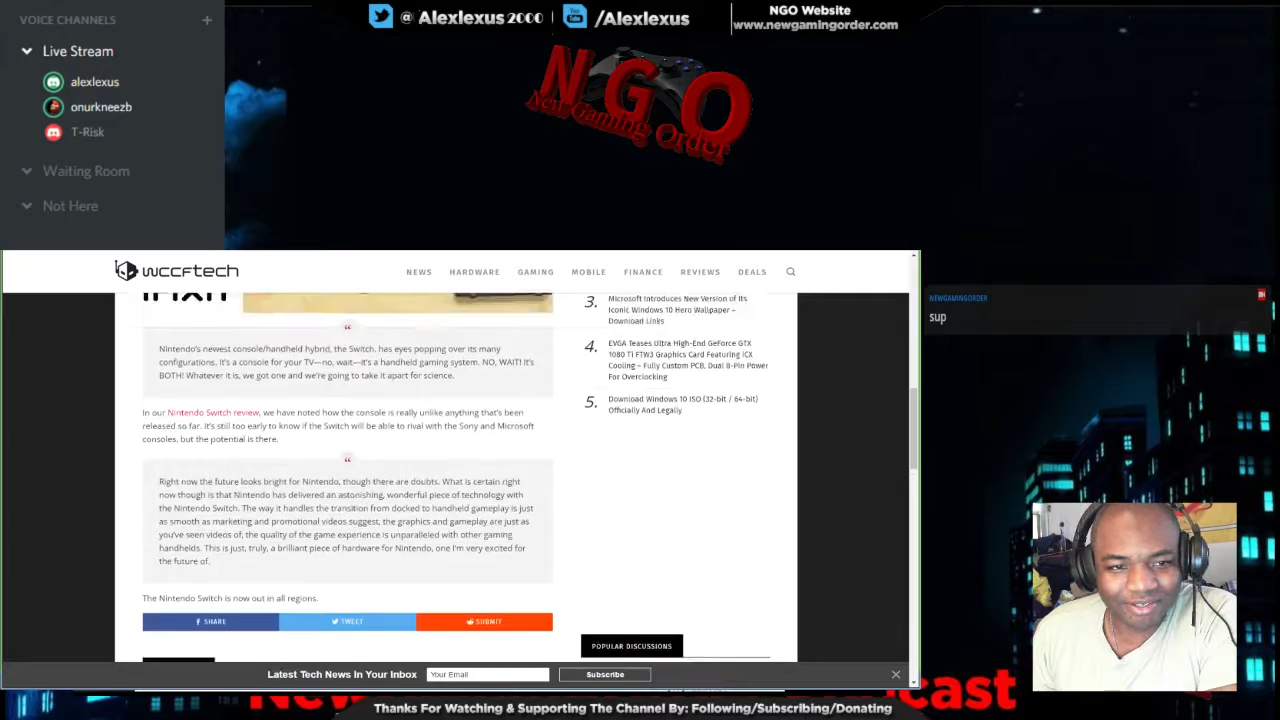 VOICE CHANNELS +
Live Stream
alexlexus
onurkneezb
T-Risk
Waiting Room
Not Here
@ Alexlexus 2000
You Tube /Alexlexus
NGO Website
www.newgamingorder.com
NGO
New Gaming Order
wccftech
NEWS HARDWARE GAMING MOBILE FINANCE REVIEWS DEALS
Nintendo's newest console/handheld hybrid, the Switch, has eyes popping over its many
configurations. It's a console for your TV—no, wait—it's a handheld gaming system. NO, WAIT! It's
BOTH! Whatever it is, we got one and we're going to take it apart for science.
In our Nintendo Switch review, we have noted how the console is really unlike anything that's been
released so far. It's still too early to know if the Switch will be able to rival with the Sony and Microsoft
consoles, but the potential is there.
Right now the future looks bright for Nintendo, though there are doubts. What is certain right
now though is that Nintendo has delivered an astonishing, wonderful piece of technology with
the Nintendo Switch. The way it handles the transition from docked to handheld gameplay is just
as smooth as marketing and promotional videos suggest, the graphics and gameplay are just as
you've seen videos of, the quality of the game experience is unparalleled with other gaming
handhelds. This is just, truly, a brilliant piece of hardware for Nintendo, one I'm very excited for
the future of.
The Nintendo Switch is now out in all regions.
SHARE TWEET SUBMIT
3. Microsoft Introduces New Version of Its
Iconic Windows 10 Hero Wallpaper –
Download Links
4. EVGA Teases Ultra High-End GeForce GTX
1080 Ti FTW3 Graphics Card Featuring iCX
Cooling – Fully Custom PCB, Dual 8-Pin Power
For Overclocking
5. Download Windows 10 ISO (32-bit / 64-bit)
Officially And Legally
POPULAR DISCUSSIONS
Latest Tech News In Your Inbox Your Email Subscribe
NEWGAMINGORDER
sup
Thanks For Watching & Supporting The Channel By: Following/Subscribing/Donating